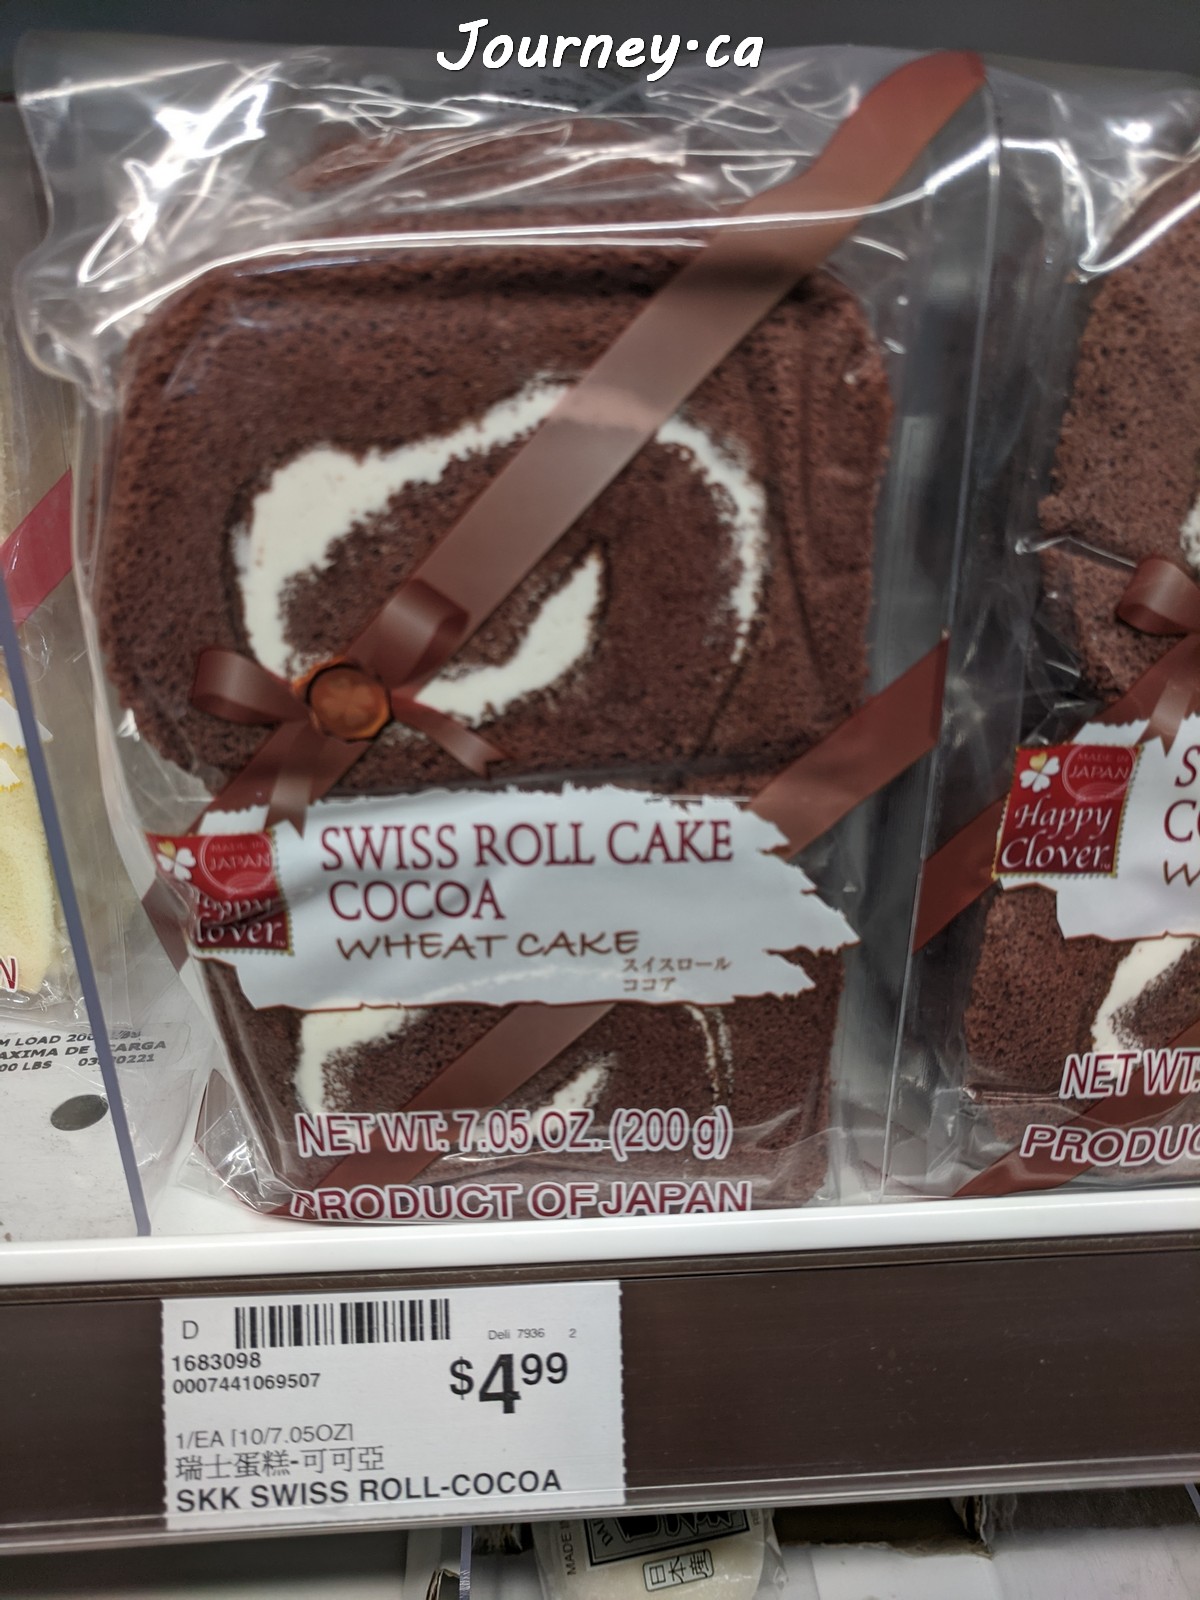 Journey.ca
MADE IN
JAPAN
Happy
Clover
SWISS ROLL CAKE
COCOA
WHEAT CAKE
スイスロール
ココア
NET WT. 7.05 OZ. (200 g)
PRODUCT OF JAPAN
MADE IN
JAPAN
Happy
Clover
NET WT.
D
Deli 7936 2
1683098
0007441069507
$4.99
1/EA [10/7.05OZ]
瑞士蛋糕-可可亞
SKK SWISS ROLL-COCOA
日本産